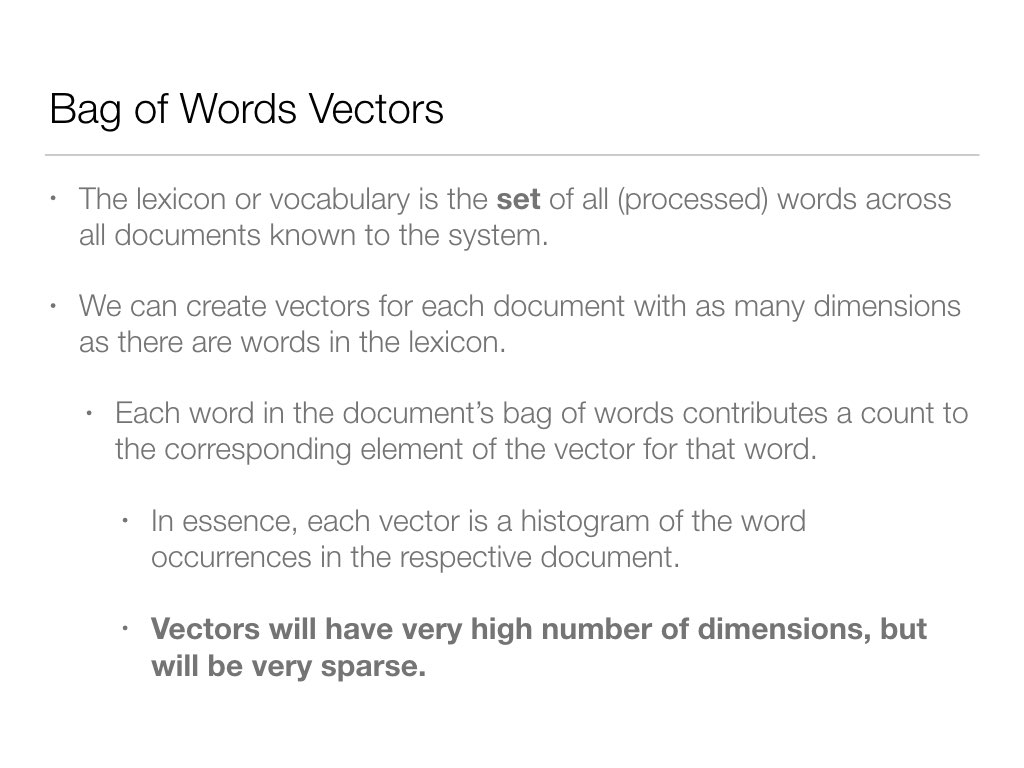 Bag of Words Vectors
• The lexicon or vocabulary is the set of all (processed) words across
all documents known to the system.
• We can create vectors for each document with as many dimensions
as there are words in the lexicon.
• Each word in the document’s bag of words contributes a count to
the corresponding element of the vector for that word.
• In essence, each vector is a histogram of the word
occurrences in the respective document.
• Vectors will have very high number of dimensions, but
will be very sparse.